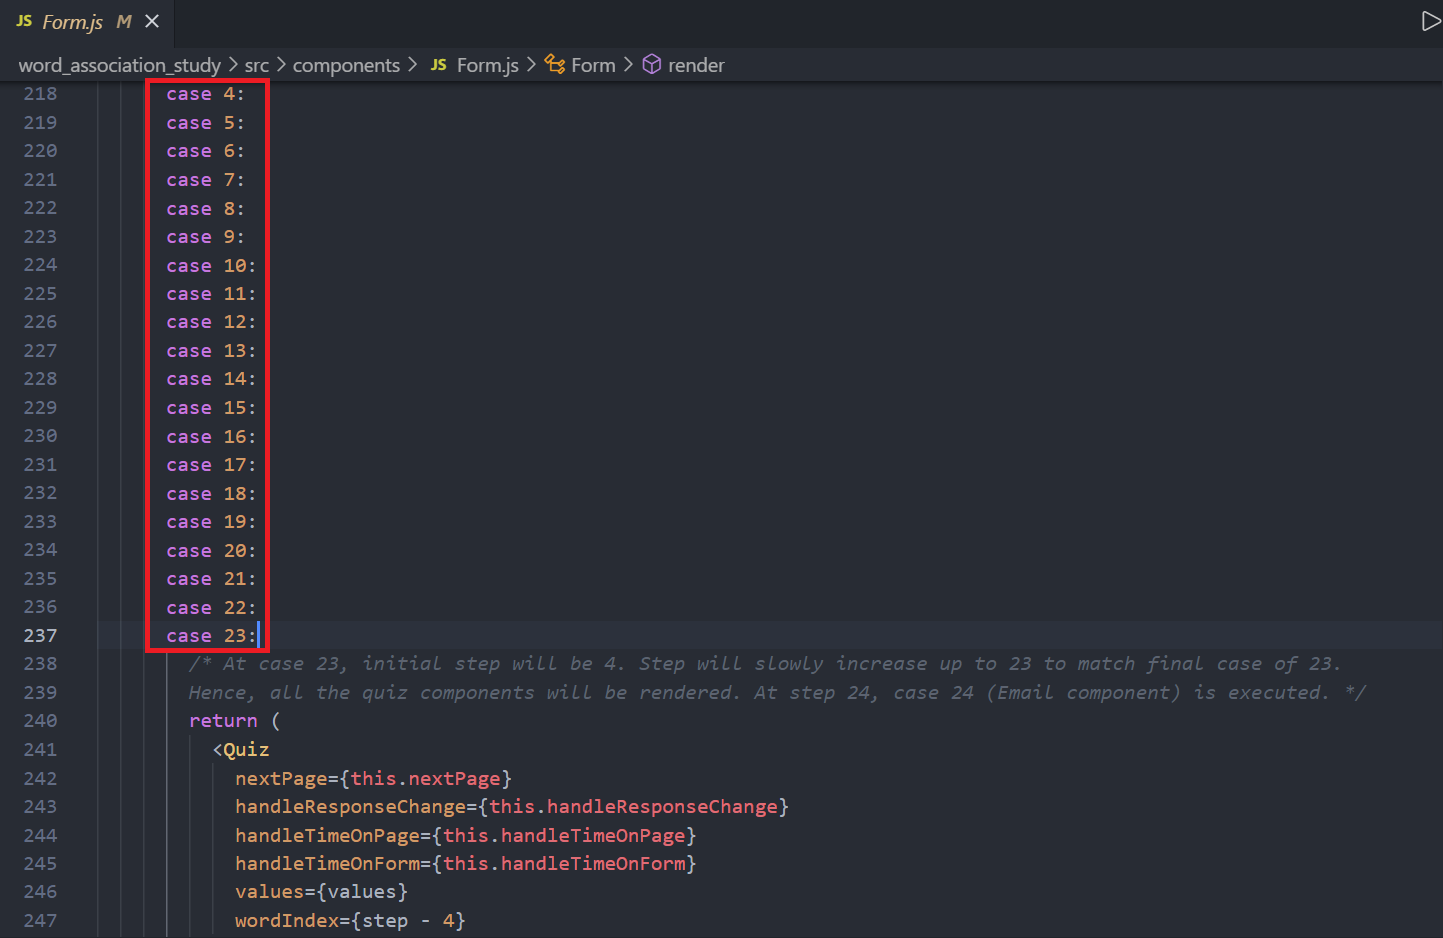 JS Form.js M
word_association_study > src > components > JS Form.js > Form > render
218 case 4:
219 case 5:
220 case 6:
221 case 7:
222 case 8:
223 case 9:
224 case 10:
225 case 11:
226 case 12:
227 case 13:
228 case 14:
229 case 15:
230 case 16:
231 case 17:
232 case 18:
233 case 19:
234 case 20:
235 case 21:
236 case 22:
237 case 23:
238 /* At case 23, initial step will be 4. Step will slowly increase up to 23 to match final case of 23.
239 Hence, all the quiz components will be rendered. At step 24, case 24 (Email component) is executed. */
240 return (
241 <Quiz
242 nextPage={this.nextPage}
243 handleResponseChange={this.handleResponseChange}
244 handleTimeOnPage={this.handleTimeOnPage}
245 handleTimeOnForm={this.handleTimeOnForm}
246 values={values}
247 wordIndex={step - 4}